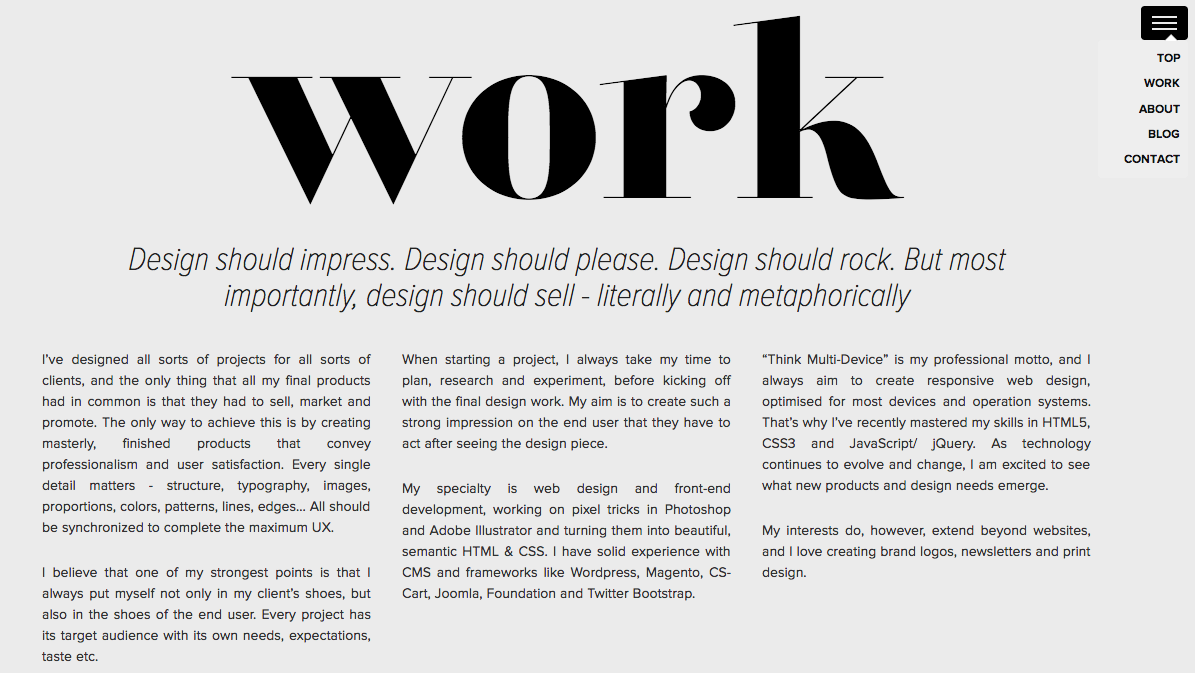 work
TOP
WORK
ABOUT
BLOG
CONTACT
Design should impress. Design should please. Design should rock. But most
importantly, design should sell - literally and metaphorically
I’ve designed all sorts of projects for all sorts of
clients, and the only thing that all my final products
had in common is that they had to sell, market and
promote. The only way to achieve this is by creating
masterly, finished products that convey
professionalism and user satisfaction. Every single
detail matters - structure, typography, images,
proportions, colors, patterns, lines, edges... All should
be synchronized to complete the maximum UX.
I believe that one of my strongest points is that I
always put myself not only in my client’s shoes, but
also in the shoes of the end user. Every project has
its target audience with its own needs, expectations,
taste etc.
When starting a project, I always take my time to
plan, research and experiment, before kicking off
with the final design work. My aim is to create such a
strong impression on the end user that they have to
act after seeing the design piece.
My specialty is web design and front-end
development, working on pixel tricks in Photoshop
and Adobe Illustrator and turning them into beautiful,
semantic HTML & CSS. I have solid experience with
CMS and frameworks like Wordpress, Magento, CS-
Cart, Joomla, Foundation and Twitter Bootstrap.
“Think Multi-Device” is my professional motto, and I
always aim to create responsive web design,
optimised for most devices and operation systems.
That’s why I’ve recently mastered my skills in HTML5,
CSS3 and JavaScript/ jQuery. As technology
continues to evolve and change, I am excited to see
what new products and design needs emerge.
My interests do, however, extend beyond websites,
and I love creating brand logos, newsletters and print
design.